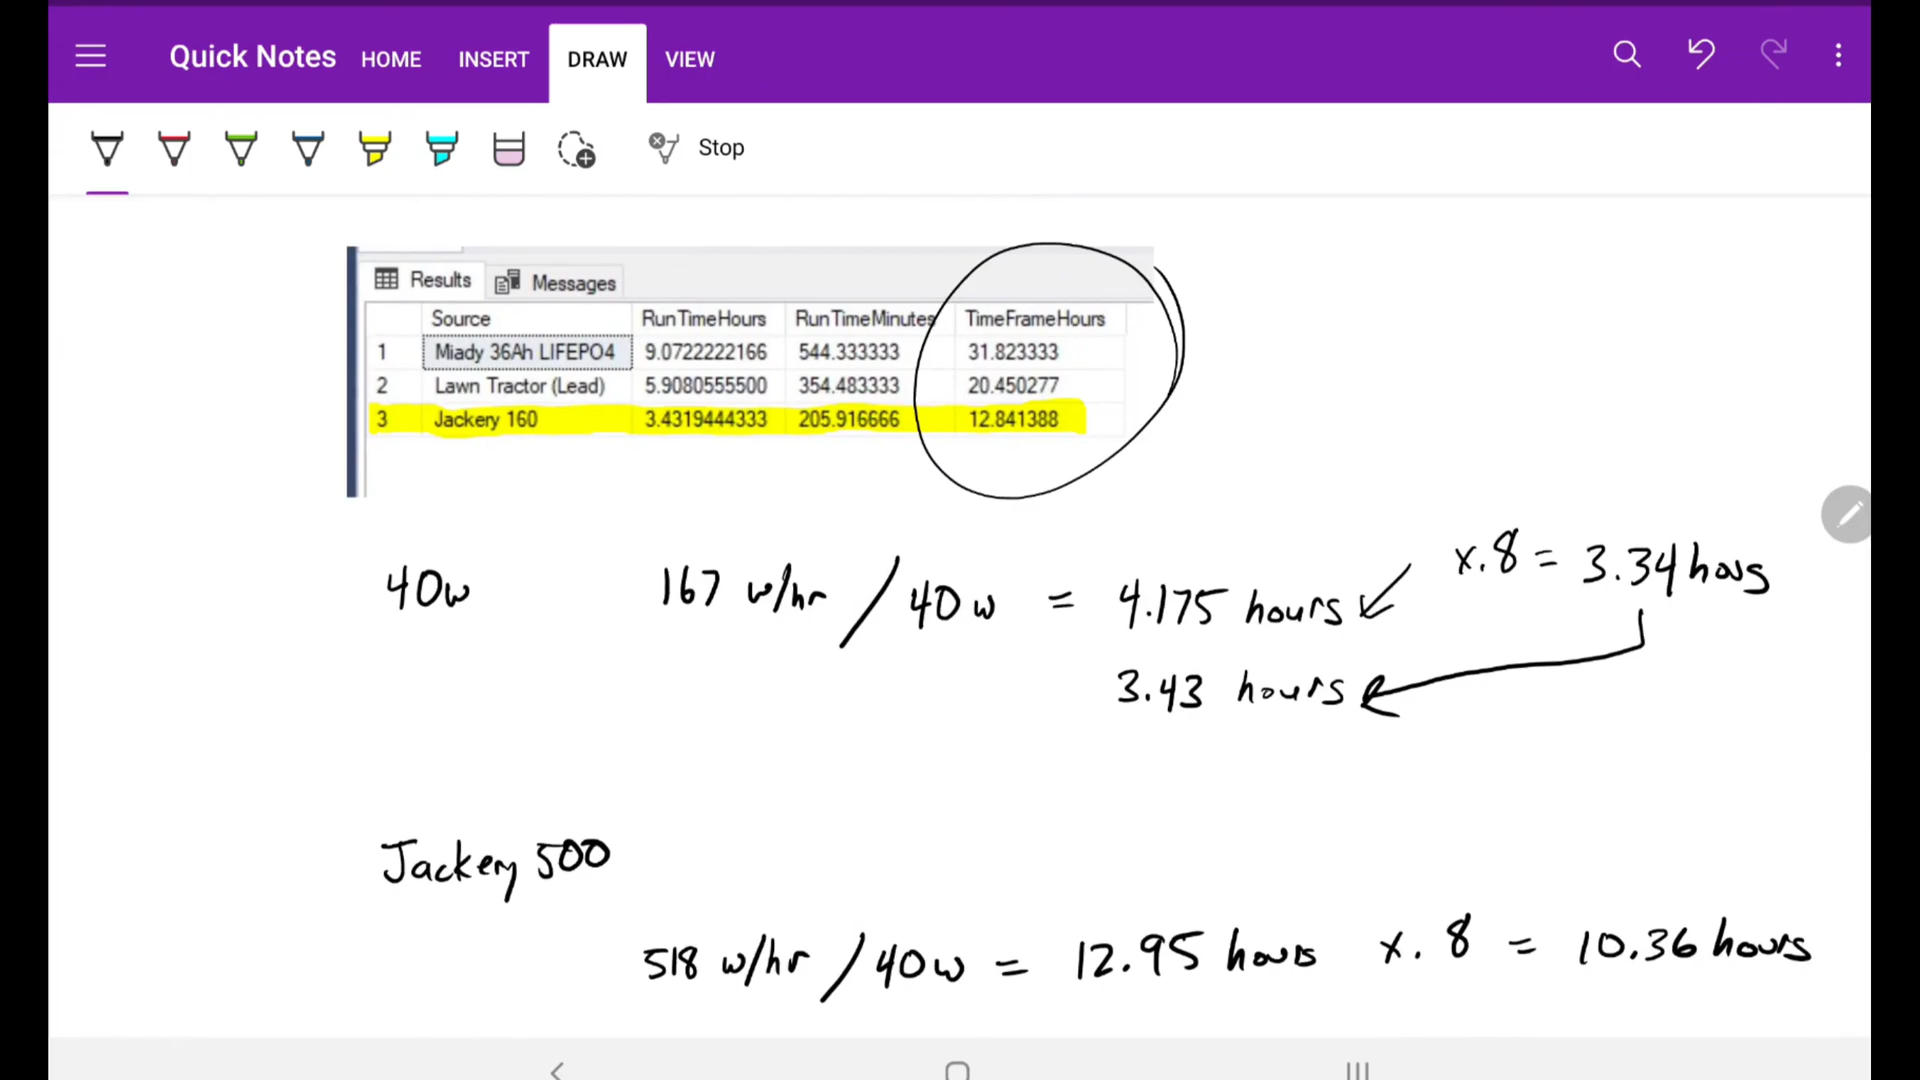 Quick Notes HOME INSERT DRAW VIEW
Stop
Results Messages
Source RunTimeHours RunTimeMinutes TimeFrameHours
1 Miady 36Ah LIFEPO4 9.0722222166 544.333333 31.823333
2 Lawn Tractor (Lead) 5.9080555500 354.483333 20.450277
3 Jackery 160 3.4319444333 205.916666 12.841388
40w 167 w/hr / 40w = 4.175 hours x.8 = 3.34 hours
3.43 hours
Jackery 500
518 w/hr / 40w = 12.95 hours x.8 = 10.36 hours